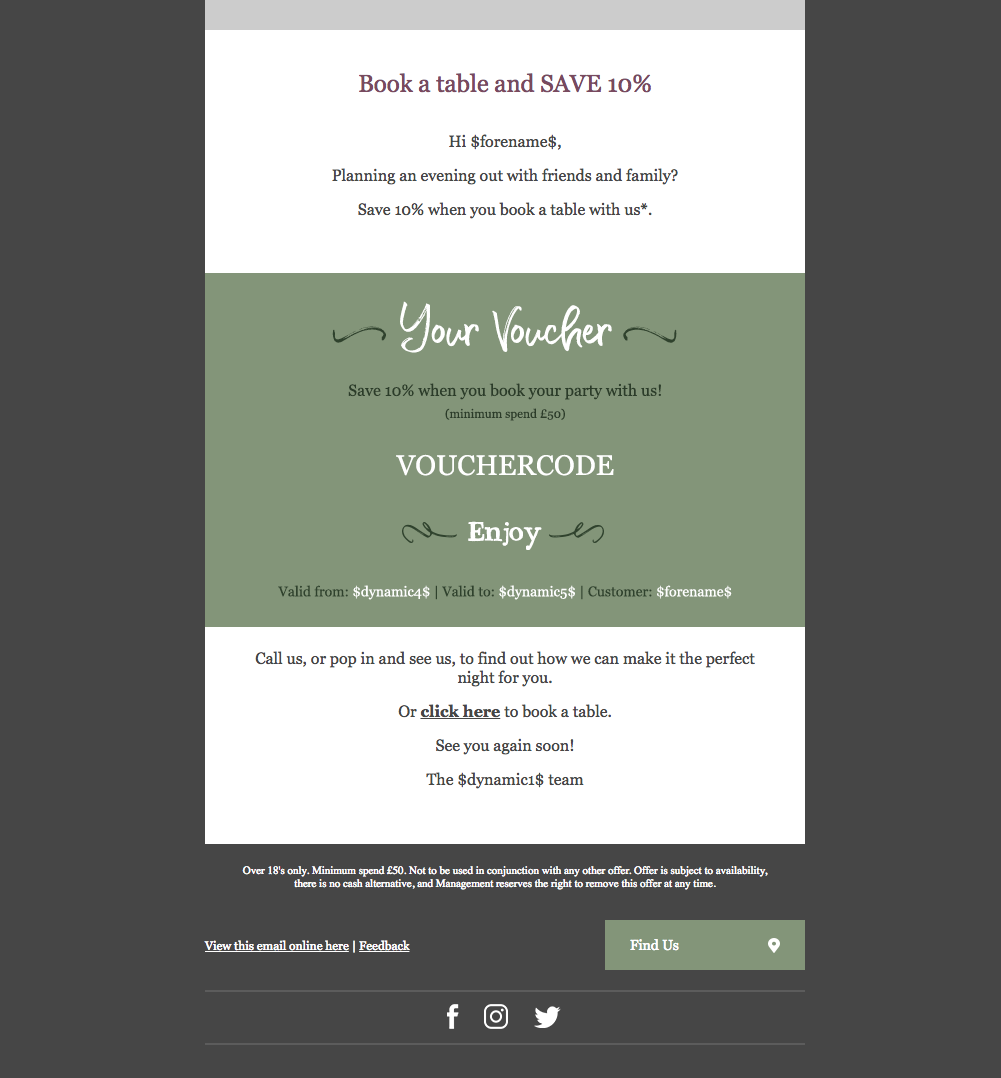 Book a table and SAVE 10%
Hi $forename$,
Planning an evening out with friends and family?
Save 10% when you book a table with us*.
Your Voucher
Save 10% when you book your party with us!
(minimum spend £50)
VOUCHERCODE
Enjoy
Valid from: $dynamic4$ | Valid to: $dynamic5$ | Customer: $forename$
Call us, or pop in and see us, to find out how we can make it the perfect
night for you.
Or click here to book a table.
See you again soon!
The $dynamic1$ team
Over 18's only. Minimum spend £50. Not to be used in conjunction with any other offer. Offer is subject to availability,
there is no cash alternative, and Management reserves the right to remove this offer at any time.
View this email online here | Feedback
Find Us